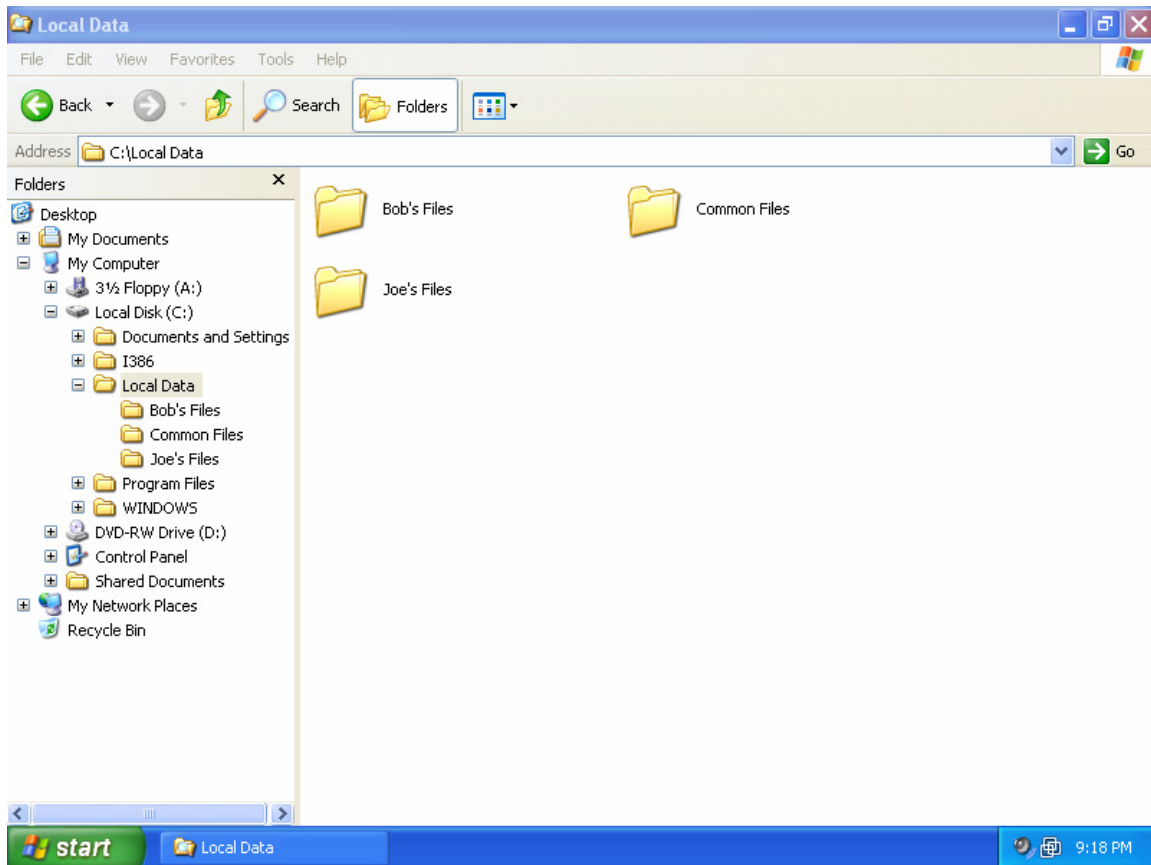 Local Data
File Edit View Favorites Tools Help
Back Search Folders
Address C:\Local Data Go
Folders
Desktop
My Documents
My Computer
3½ Floppy (A:)
Local Disk (C:)
Documents and Settings
I386
Local Data
Bob's Files
Common Files
Joe's Files
Program Files
WINDOWS
DVD-RW Drive (D:)
Control Panel
Shared Documents
My Network Places
Recycle Bin
Bob's Files Common Files
Joe's Files
start Local Data 9:18 PM